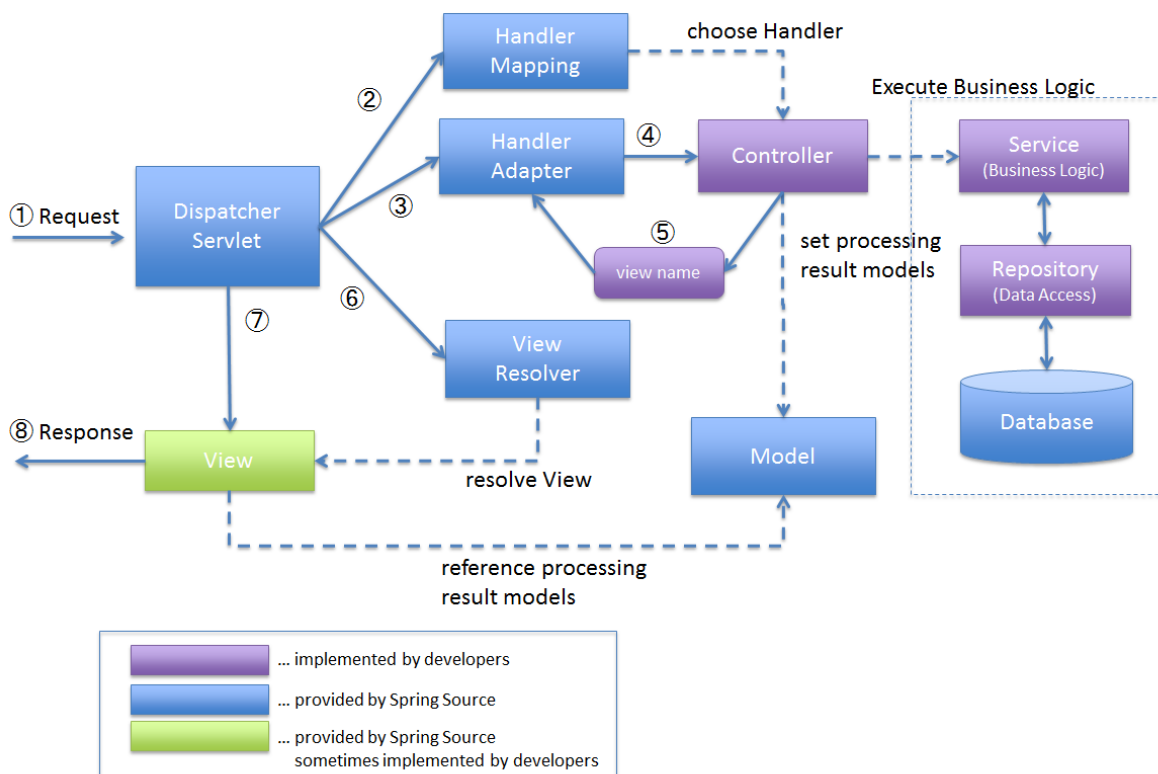 Handler
Mapping
choose Handler
②
Execute Business Logic
Handler
Adapter
④
Controller
Service
(Business Logic)
① Request
Dispatcher
Servlet
③
⑤
view name
set processing
result models
Repository
(Data Access)
⑥
⑦
View
Resolver
Database
⑧ Response
View
resolve View
Model
reference processing
result models
... implemented by developers
... provided by Spring Source
... provided by Spring Source
sometimes implemented by developers